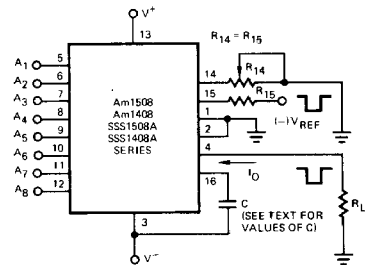 V+
13
R14 = R15
A1 5
A2 6
A3 7
A4 8
A5 9
A6 10
A7 11
A8 12
Am1508
Am1408
SSS1508A
SSS1408A
SERIES
14
R14
15
R15
1
(–)VREF
2
4
IO
16
C
(SEE TEXT FOR
VALUES OF C)
RL
3
V–